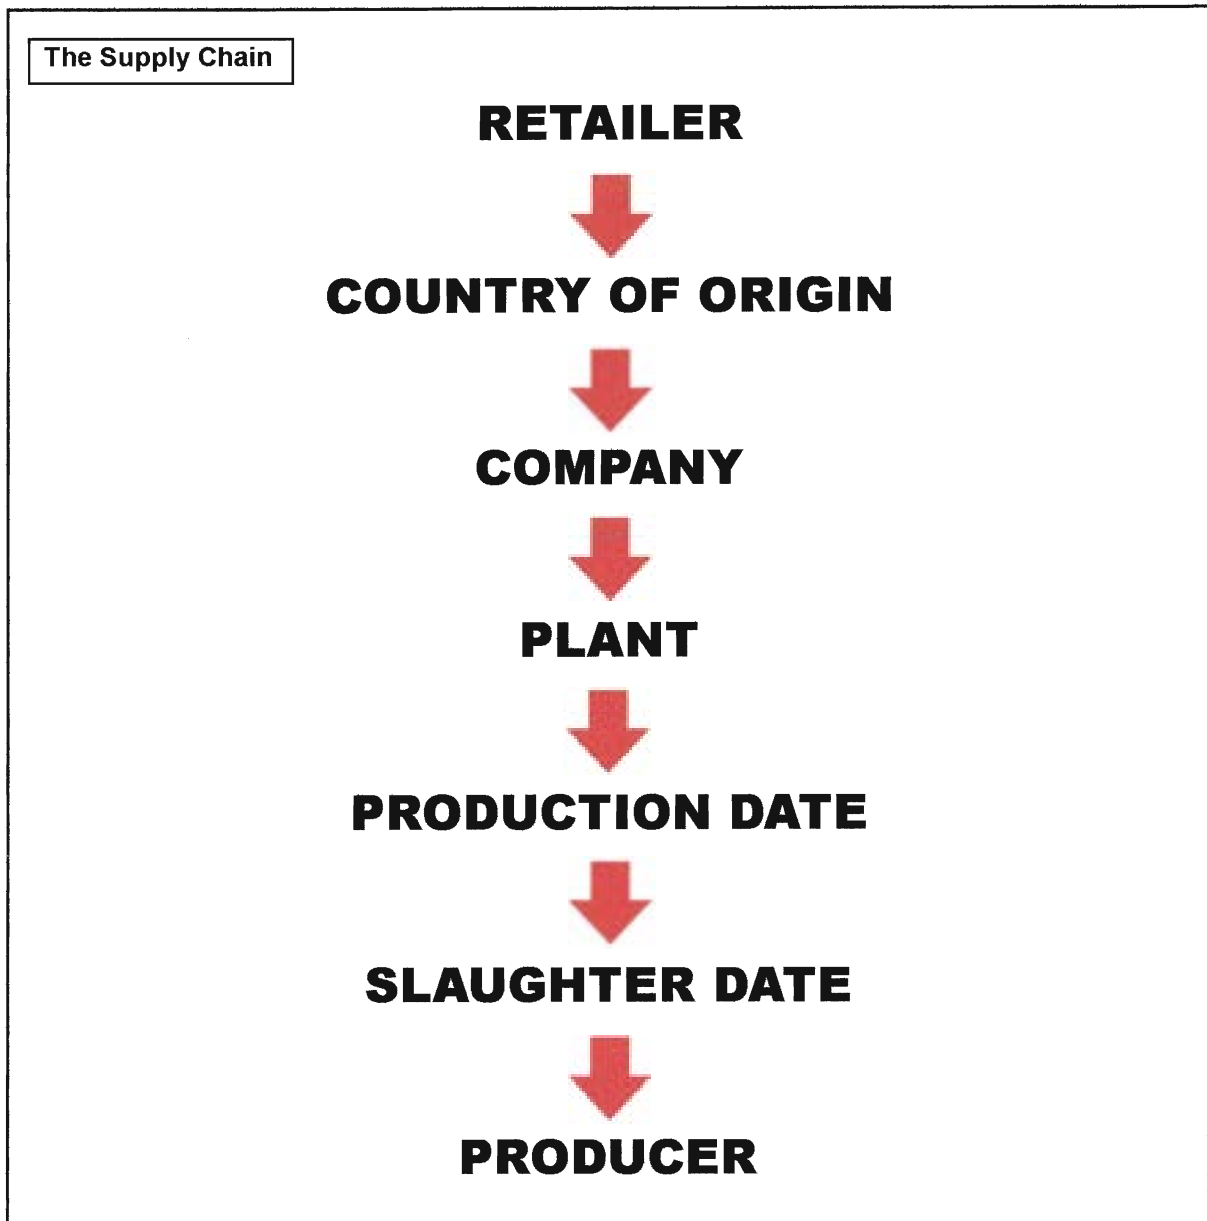 The Supply Chain
RETAILER
COUNTRY OF ORIGIN
COMPANY
PLANT
PRODUCTION DATE
SLAUGHTER DATE
PRODUCER